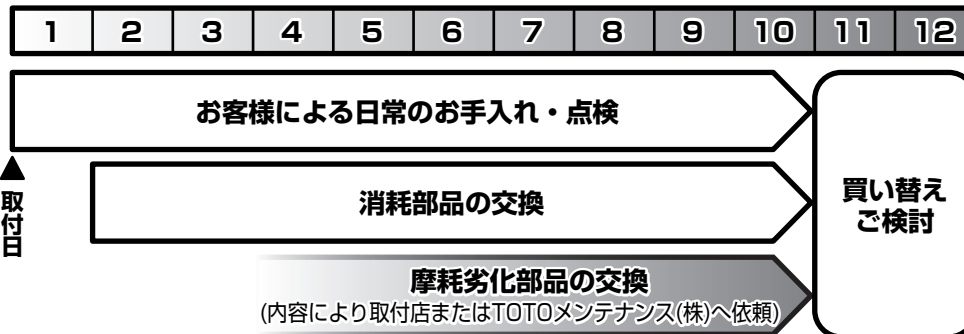 1 2 3 4 5 6 7 8 9 10 11 12
お客様による日常のお手入れ・点検
取付日
消耗部品の交換
買い替え
ご検討
摩耗劣化部品の交換
(内容により取付店またはTOTOメンテナンス(株)へ依頼)